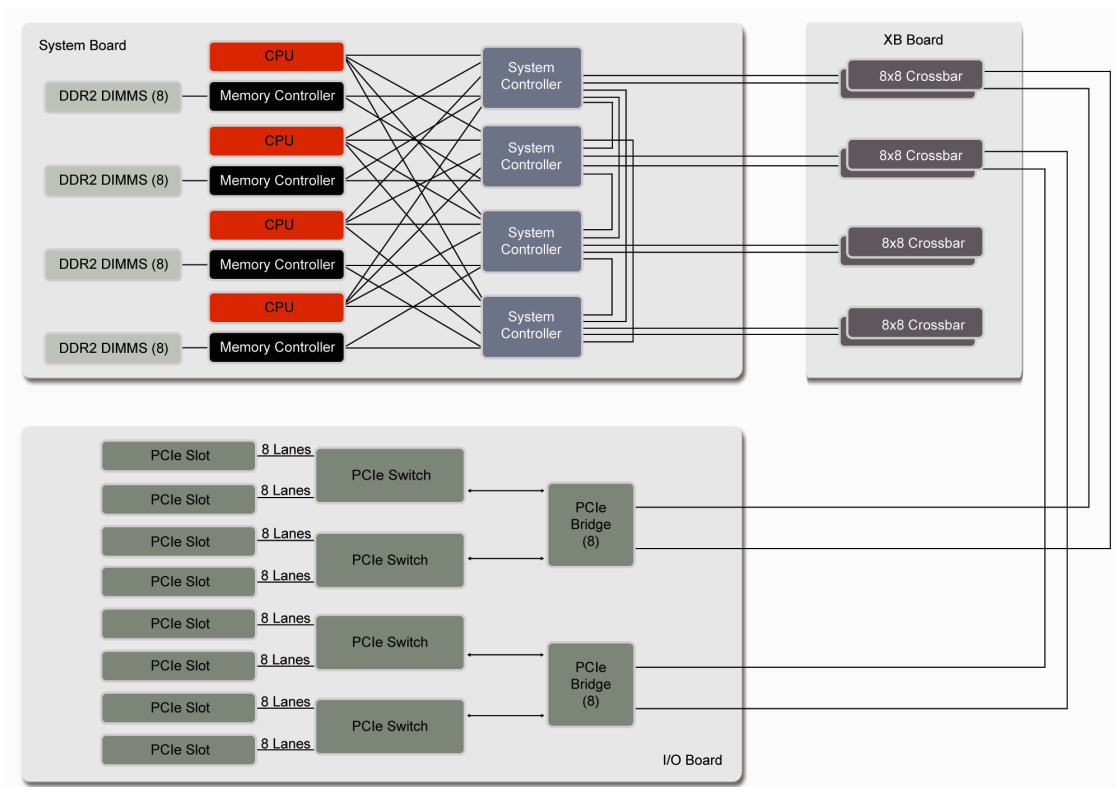 System Board
XB Board
CPU
System
Controller
8x8 Crossbar
DDR2 DIMMS (8)
Memory Controller
CPU
System
Controller
8x8 Crossbar
DDR2 DIMMS (8)
Memory Controller
CPU
System
Controller
8x8 Crossbar
DDR2 DIMMS (8)
Memory Controller
CPU
System
Controller
8x8 Crossbar
DDR2 DIMMS (8)
Memory Controller
PCIe Slot
8 Lanes
PCIe Switch
PCIe Slot
8 Lanes
PCIe
Bridge
(8)
PCIe Slot
8 Lanes
PCIe Switch
PCIe Slot
8 Lanes
PCIe Slot
8 Lanes
PCIe Switch
PCIe Slot
8 Lanes
PCIe
Bridge
(8)
PCIe Slot
8 Lanes
PCIe Switch
PCIe Slot
8 Lanes
I/O Board